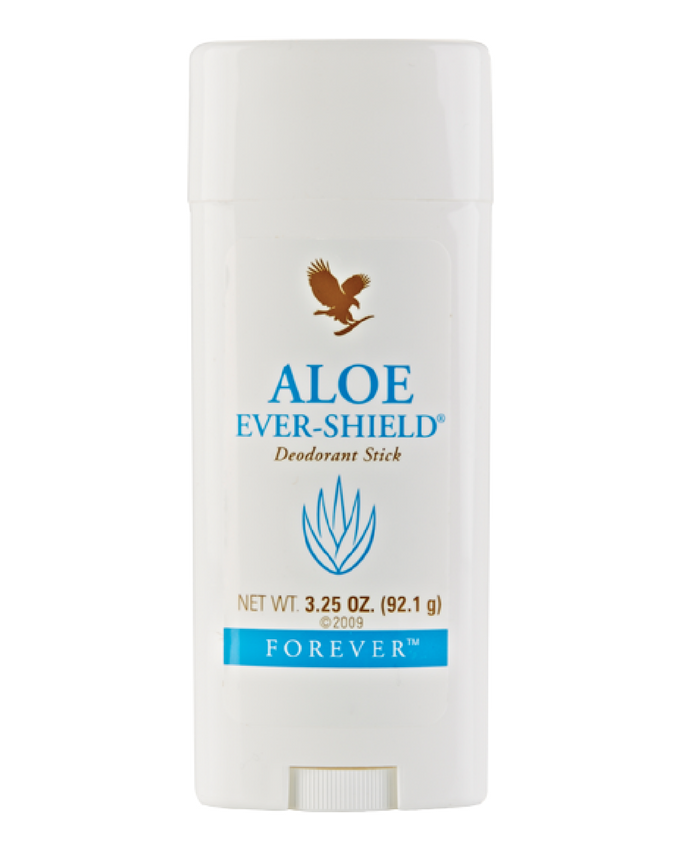 ALOE
EVER-SHIELD®
Deodorant Stick
NET WT. 3.25 OZ. (92.1 g)
©2009
FOREVER™